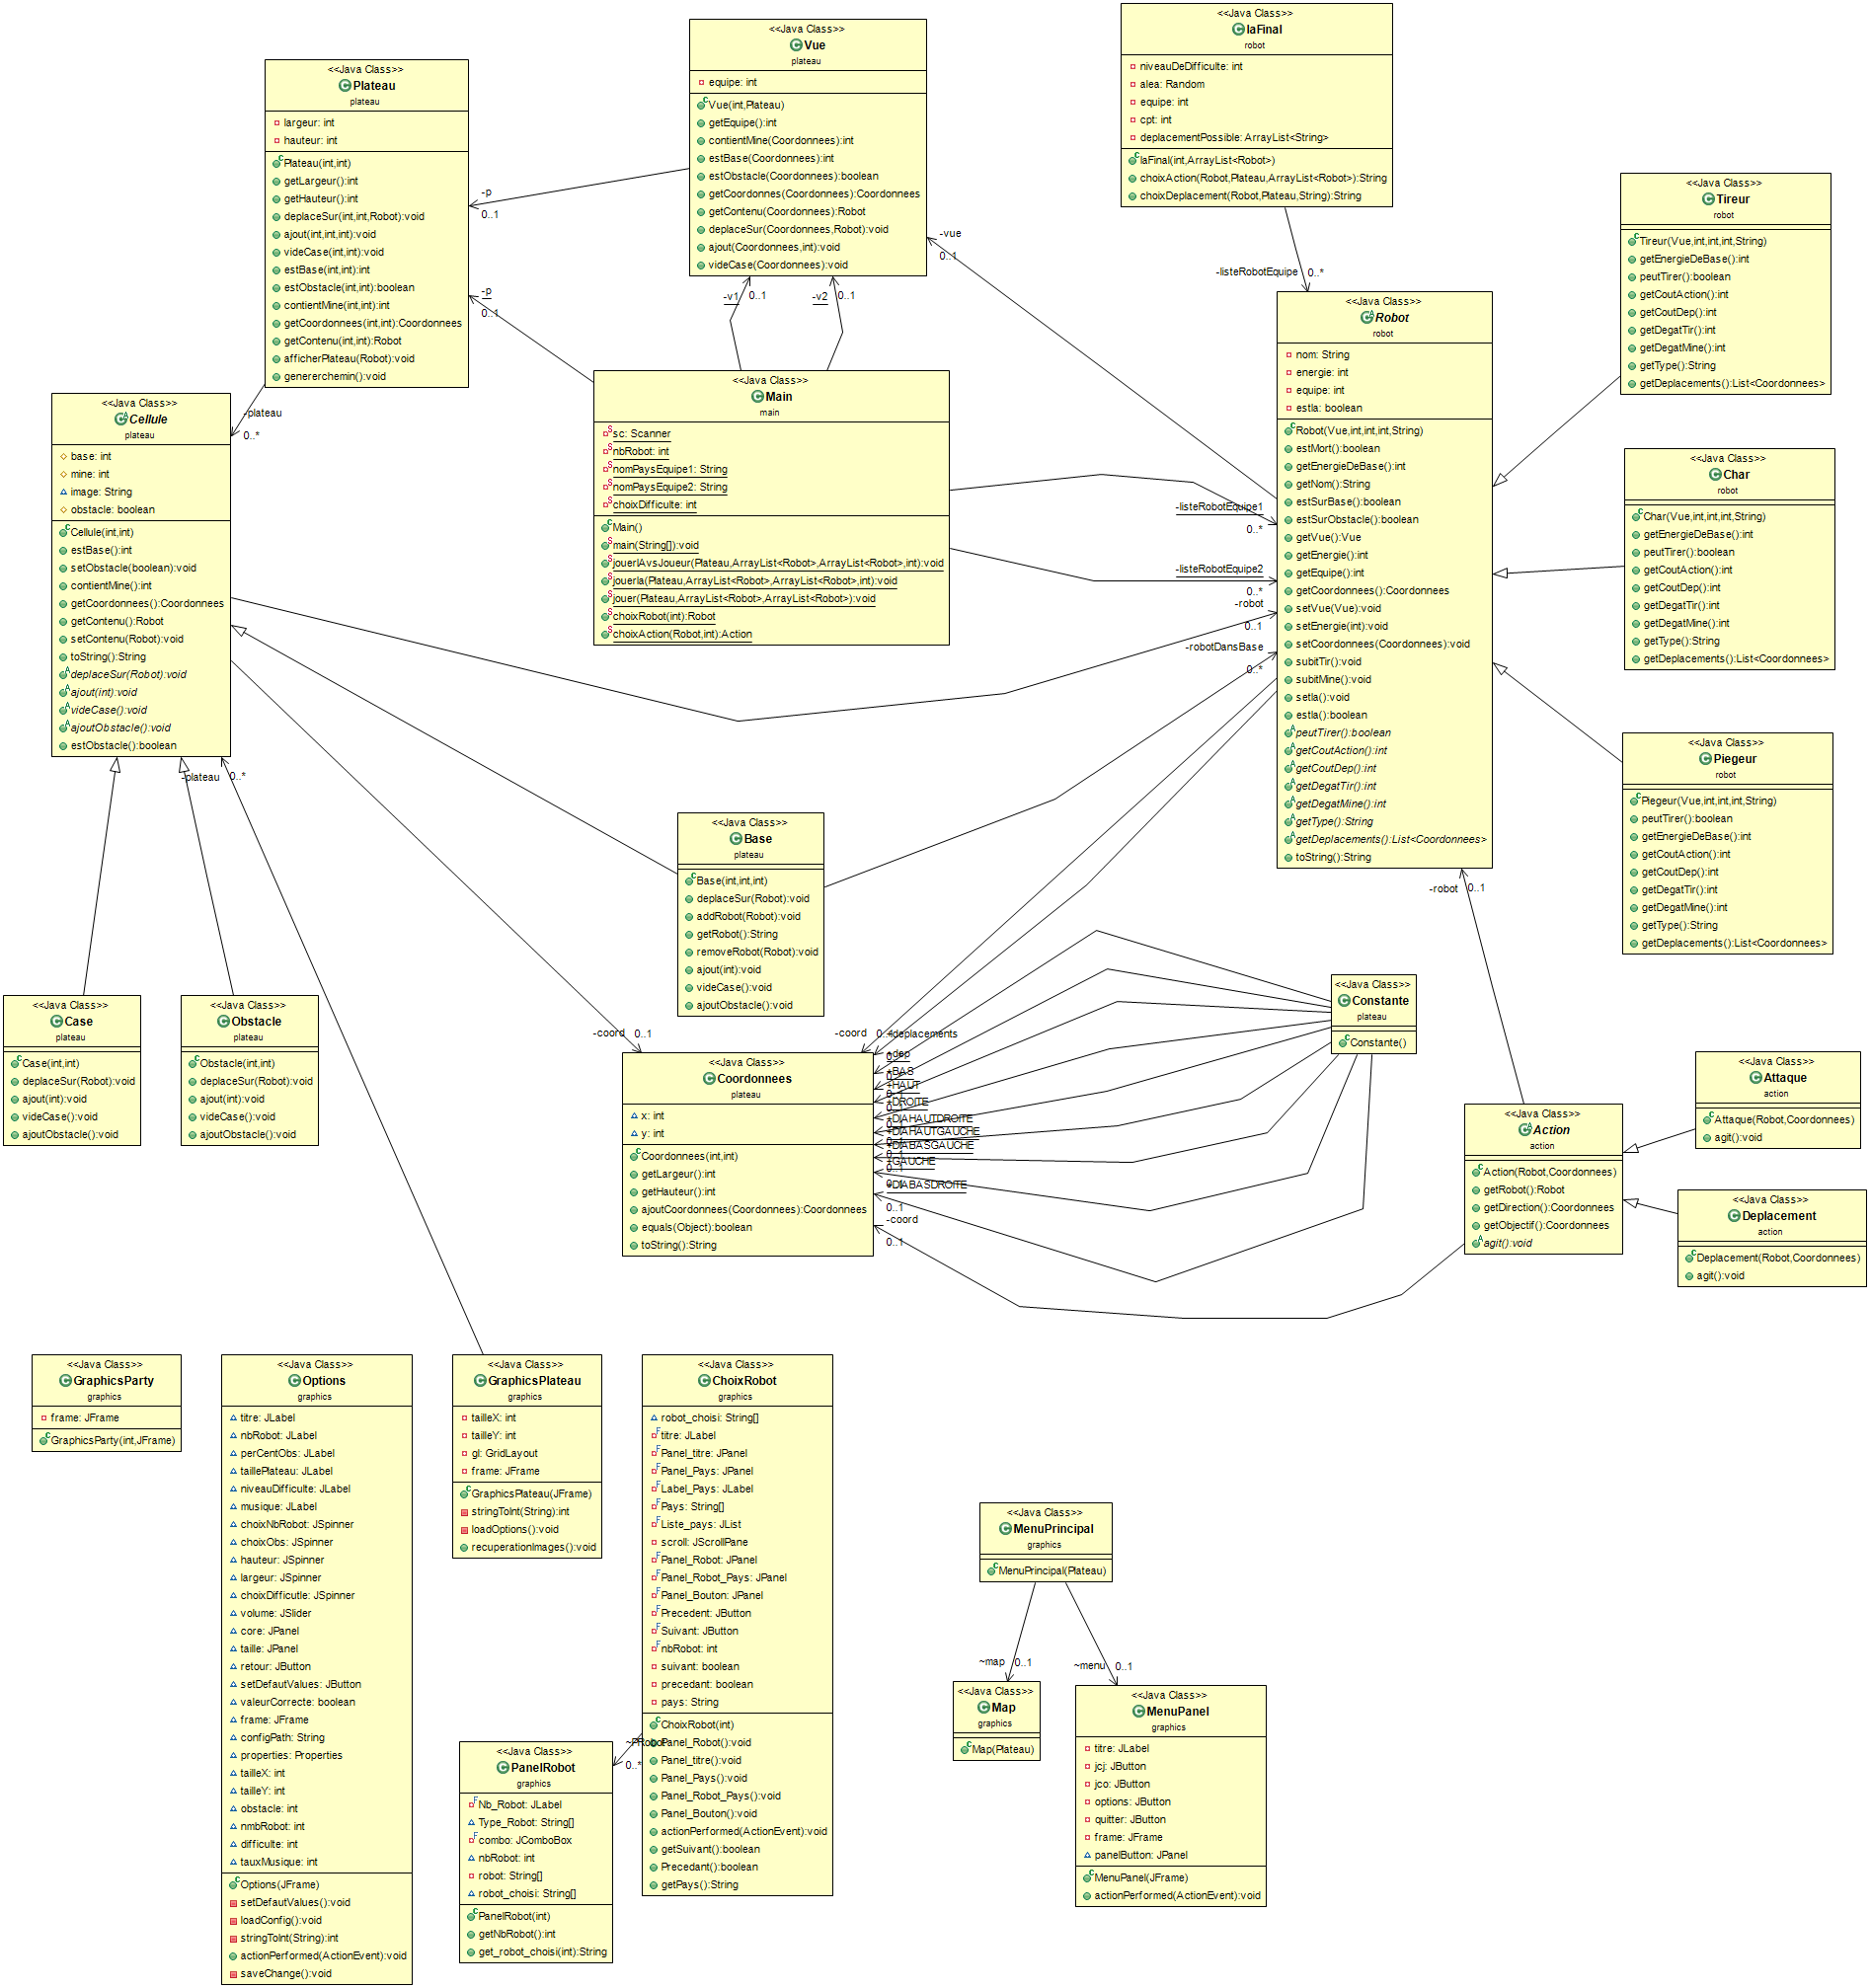 <<Java Class>>
Plateau
plateau
largeur: int
hauteur: int
Plateau(int,int)
getLargeur():int
getHauteur():int
deplaceSur(int,int,Robot):void
ajout(int,int,int):void
videCase(int,int):void
estBase(int,int):int
estObstacle(int,int):boolean
contientMine(int,int):int
getCoordonnees(int,int):Coordonnees
getContenu(int,int):Robot
afficherPlateau(Robot):void
genererchemin():void
<<Java Class>>
Vue
plateau
equipe: int
Vue(int,Plateau)
getEquipe():int
contientMine(Coordonnees):int
estBase(Coordonnees):int
estObstacle(Coordonnees):boolean
getCoordonnes(Coordonnees):Coordonnees
getContenu(Coordonnees):Robot
deplaceSur(Coordonnees,Robot):void
ajout(Coordonnees,int):void
videCase(Coordonnees):void
<<Java Class>>
IaFinal
robot
niveauDeDifficulte: int
alea: Random
equipe: int
cpt: int
deplacementPossible: ArrayList<String>
IaFinal(int,ArrayList<Robot>)
choixAction(Robot,Plateau,ArrayList<Robot>):String
choixDeplacement(Robot,Plateau,String):String
<<Java Class>>
Tireur
robot
Tireur(Vue,int,int,int,String)
getEnergieDeBase():int
peutTirer():boolean
getCoutAction():int
getCoutDep():int
getDegatTir():int
getDegatMine():int
getType():String
getDeplacements():List<Coordonnees>
-p
0..1
-p
0..1
-vue
0..1
-v1
0..1
-v2
0..1
-listeRobotEquipe
0..*
-plateau
0..*
<<Java Class>>
Cellule
plateau
base: int
mine: int
image: String
obstacle: boolean
Cellule(int,int)
estBase():int
setObstacle(boolean):void
contientMine():int
getCoordonnees():Coordonnees
getContenu():Robot
setContenu(Robot):void
toString():String
deplaceSur(Robot):void
ajout(int):void
videCase():void
ajoutObstacle():void
estObstacle():boolean
<<Java Class>>
Main
main
sc: Scanner
nbRobot: int
nomPaysEquipe1: String
nomPaysEquipe2: String
choixDifficulte: int
Main()
main(String[]):void
jouerIAvsJoueur(Plateau,ArrayList<Robot>,ArrayList<Robot>,int):void
jouerIa(Plateau,ArrayList<Robot>,ArrayList<Robot>,int):void
jouer(Plateau,ArrayList<Robot>,ArrayList<Robot>):void
choixRobot(int):Robot
choixAction(Robot,int):Action
<<Java Class>>
Robot
robot
nom: String
energie: int
equipe: int
estIa: boolean
Robot(Vue,int,int,int,String)
estMort():boolean
getEnergieDeBase():int
getNom():String
estSurBase():boolean
estSurObstacle():boolean
getVue():Vue
getEnergie():int
getEquipe():int
getCoordonnees():Coordonnees
setVue(Vue):void
setEnergie(int):void
setCoordonnees(Coordonnees):void
subitTir():void
subitMine():void
setIa():void
estIa():boolean
peutTirer():boolean
getCoutAction():int
getCoutDep():int
getDegatTir():int
getDegatMine():int
getType():String
getDeplacements():List<Coordonnees>
toString():String
<<Java Class>>
Char
robot
Char(Vue,int,int,int,String)
getEnergieDeBase():int
peutTirer():boolean
getCoutAction():int
getCoutDep():int
getDegatTir():int
getDegatMine():int
getType():String
getDeplacements():List<Coordonnees>
<<Java Class>>
Piegeur
robot
Piegeur(Vue,int,int,int,String)
peutTirer():boolean
getEnergieDeBase():int
getCoutAction():int
getCoutDep():int
getDegatTir():int
getDegatMine():int
getType():String
getDeplacements():List<Coordonnees>
-listeRobotEquipe1
0..*
-listeRobotEquipe2
0..*
-robot
0..1
-robotDansBase
0..*
-plateau
0..*
<<Java Class>>
Base
plateau
Base(int,int,int)
deplaceSur(Robot):void
addRobot(Robot):void
getRobot():String
removeRobot(Robot):void
ajout(int):void
videCase():void
ajoutObstacle():void
-robot
0..1
<<Java Class>>
Case
plateau
Case(int,int)
deplaceSur(Robot):void
ajout(int):void
videCase():void
ajoutObstacle():void
<<Java Class>>
Obstacle
plateau
Obstacle(int,int)
deplaceSur(Robot):void
ajout(int):void
videCase():void
ajoutObstacle():void
<<Java Class>>
Constante
plateau
Constante()
-coord
0..1
-coord
deplacements
+dep
+BAS
+HAUT
+DROITE
+DIAHAUTDROITE
+DIAHAUTGAUCHE
+DIABASGAUCHE
+GAUCHE
0..1
+DIABASDROITE
0..1
-coord
0..1
<<Java Class>>
Coordonnees
plateau
x: int
y: int
Coordonnees(int,int)
getLargeur():int
getHauteur():int
ajoutCoordonnees(Coordonnees):Coordonnees
equals(Object):boolean
toString():String
<<Java Class>>
Action
action
Action(Robot,Coordonnees)
getRobot():Robot
getDirection():Coordonnees
getObjectif():Coordonnees
agit():void
<<Java Class>>
Attaque
action
Attaque(Robot,Coordonnees)
agit():void
<<Java Class>>
Deplacement
action
Deplacement(Robot,Coordonnees)
agit():void
<<Java Class>>
GraphicsParty
graphics
frame: JFrame
GraphicsParty(int,JFrame)
<<Java Class>>
Options
graphics
titre: JLabel
nbRobot: JLabel
perCentObs: JLabel
taillePlateau: JLabel
niveauDifficulte: JLabel
musique: JLabel
choixNbRobot: JSpinner
choixObs: JSpinner
hauteur: JSpinner
largeur: JSpinner
choixDifficutle: JSpinner
volume: JSlider
core: JPanel
taille: JPanel
retour: JButton
setDefautValues: JButton
valeurCorrecte: boolean
frame: JFrame
configPath: String
properties: Properties
tailleX: int
tailleY: int
obstacle: int
nmbRobot: int
difficulte: int
tauxMusique: int
Options(JFrame)
setDefautValues():void
loadConfig():void
stringToInt(String):int
actionPerformed(ActionEvent):void
saveChange():void
<<Java Class>>
GraphicsPlateau
graphics
tailleX: int
tailleY: int
gl: GridLayout
frame: JFrame
GraphicsPlateau(JFrame)
stringToInt(String):int
loadOptions():void
recuperationImages():void
<<Java Class>>
ChoixRobot
graphics
robot_choisi: String[]
titre: JLabel
Panel_titre: JPanel
Panel_Pays: JPanel
Label_Pays: JLabel
Pays: String[]
Liste_pays: JList
scroll: JScrollPane
Panel_Robot: JPanel
Panel_Robot_Pays: JPanel
Panel_Bouton: JPanel
Precedent: JButton
Suivant: JButton
nbRobot: int
suivant: boolean
precedant: boolean
pays: String
ChoixRobot(int)
Panel_Robot():void
Panel_titre():void
Panel_Pays():void
Panel_Robot_Pays():void
Panel_Bouton():void
actionPerformed(ActionEvent):void
getSuivant():boolean
Precedant():boolean
getPays():String
0..*
<<Java Class>>
PanelRobot
graphics
Nb_Robot: JLabel
Type_Robot: String[]
combo: JComboBox
nbRobot: int
robot: String[]
robot_choisi: String[]
PanelRobot(int)
getNbRobot():int
get_robot_choisi(int):String
<<Java Class>>
MenuPrincipal
graphics
MenuPrincipal(Plateau)
~map
0..1
~menu
0..1
<<Java Class>>
Map
graphics
Map(Plateau)
<<Java Class>>
MenuPanel
graphics
titre: JLabel
jcj: JButton
jco: JButton
options: JButton
quitter: JButton
frame: JFrame
panelButton: JPanel
MenuPanel(JFrame)
actionPerformed(ActionEvent):void